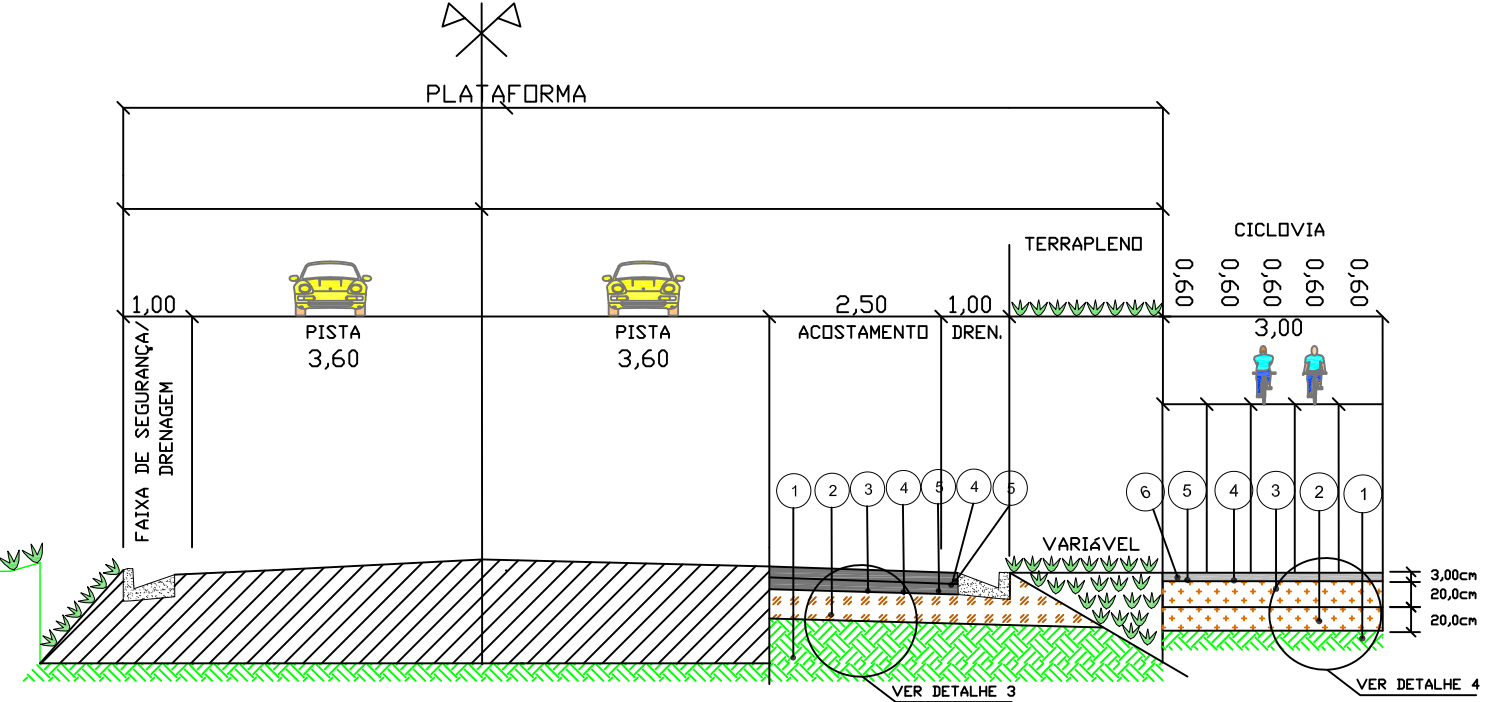 PLATAFORMA
CICLOVIA
TERRAPLENO
0,60
0,60
0,60
0,60
0,60
1,00
2,50
1,00
3,00
PISTA
3,60
PISTA
3,60
ACOSTAMENTO
DREN.
FAIXA DE SEGURANÇA/
DRENAGEM
1
2
3
4
5
4
5
6
5
4
3
2
1
VARIáVEL
3,00cm
20,0cm
20,0cm
VER DETALHE 3
VER DETALHE 4